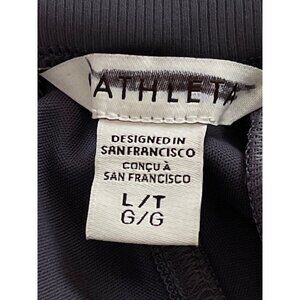 ATHLETA
DESIGNED IN
SAN FRANCISCO
CONÇU À
SAN FRANCISCO
L/T
G/G